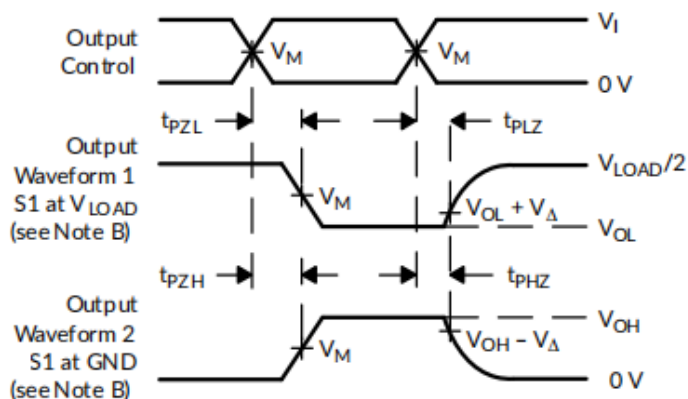 Output
Control
V_M
V_M
V_I
0 V
t_PZL
t_PLZ
Output
Waveform 1
S1 at V_LOAD
(see Note B)
V_M
V_LOAD/2
V_OL + V_Δ
V_OL
t_PZH
t_PHZ
Output
Waveform 2
S1 at GND
(see Note B)
V_M
V_OH
V_OH – V_Δ
0 V